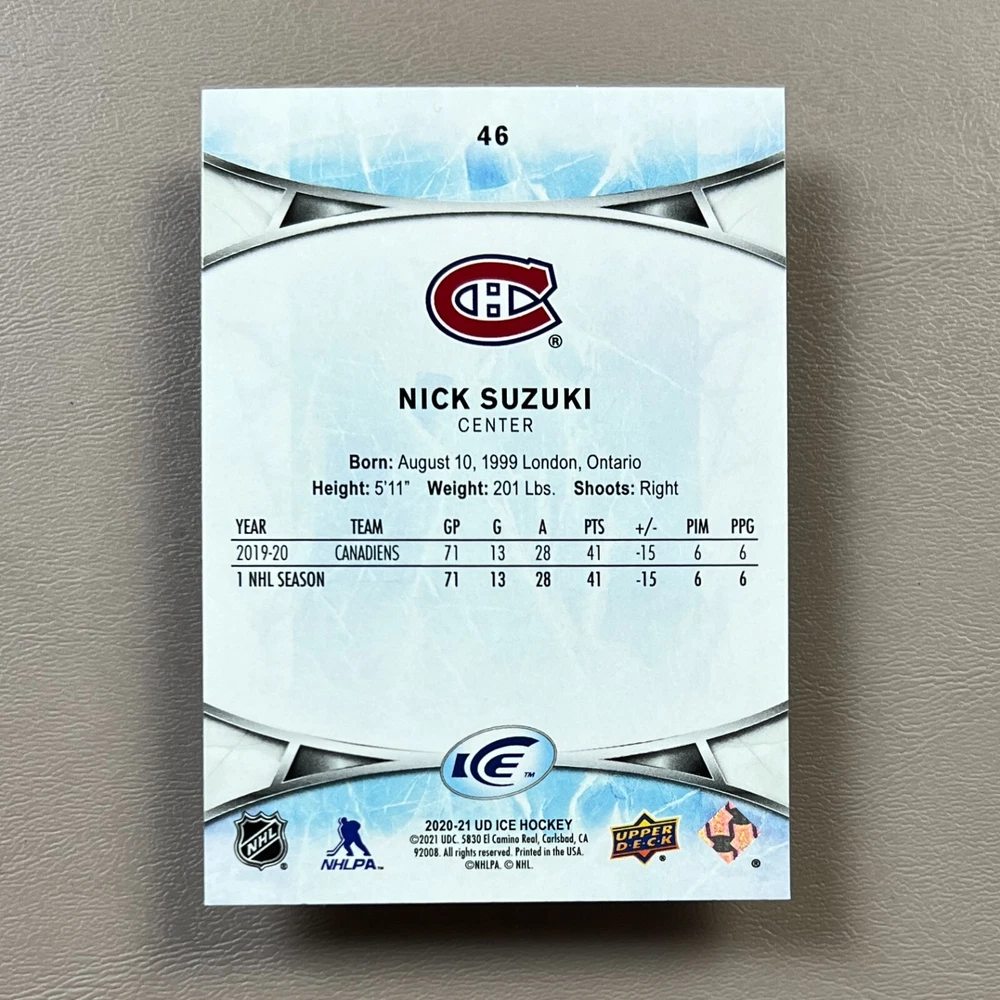 46
C H ®
NICK SUZUKI
CENTER
Born: August 10, 1999 London, Ontario
Height: 5'11" Weight: 201 Lbs. Shoots: Right
YEAR TEAM GP G A PTS +/- PIM PPG
2019-20 CANADIENS 71 13 28 41 -15 6 6
1 NHL SEASON 71 13 28 41 -15 6 6
ICE ™
2020-21 UD ICE HOCKEY
©2021 UDC. 5830 El Camino Real, Carlsbad, CA
92008. All rights reserved. Printed in the USA.
©NHLPA. © NHL.
NHL ®
NHLPA™
UPPER
D·E·C·K ®
®